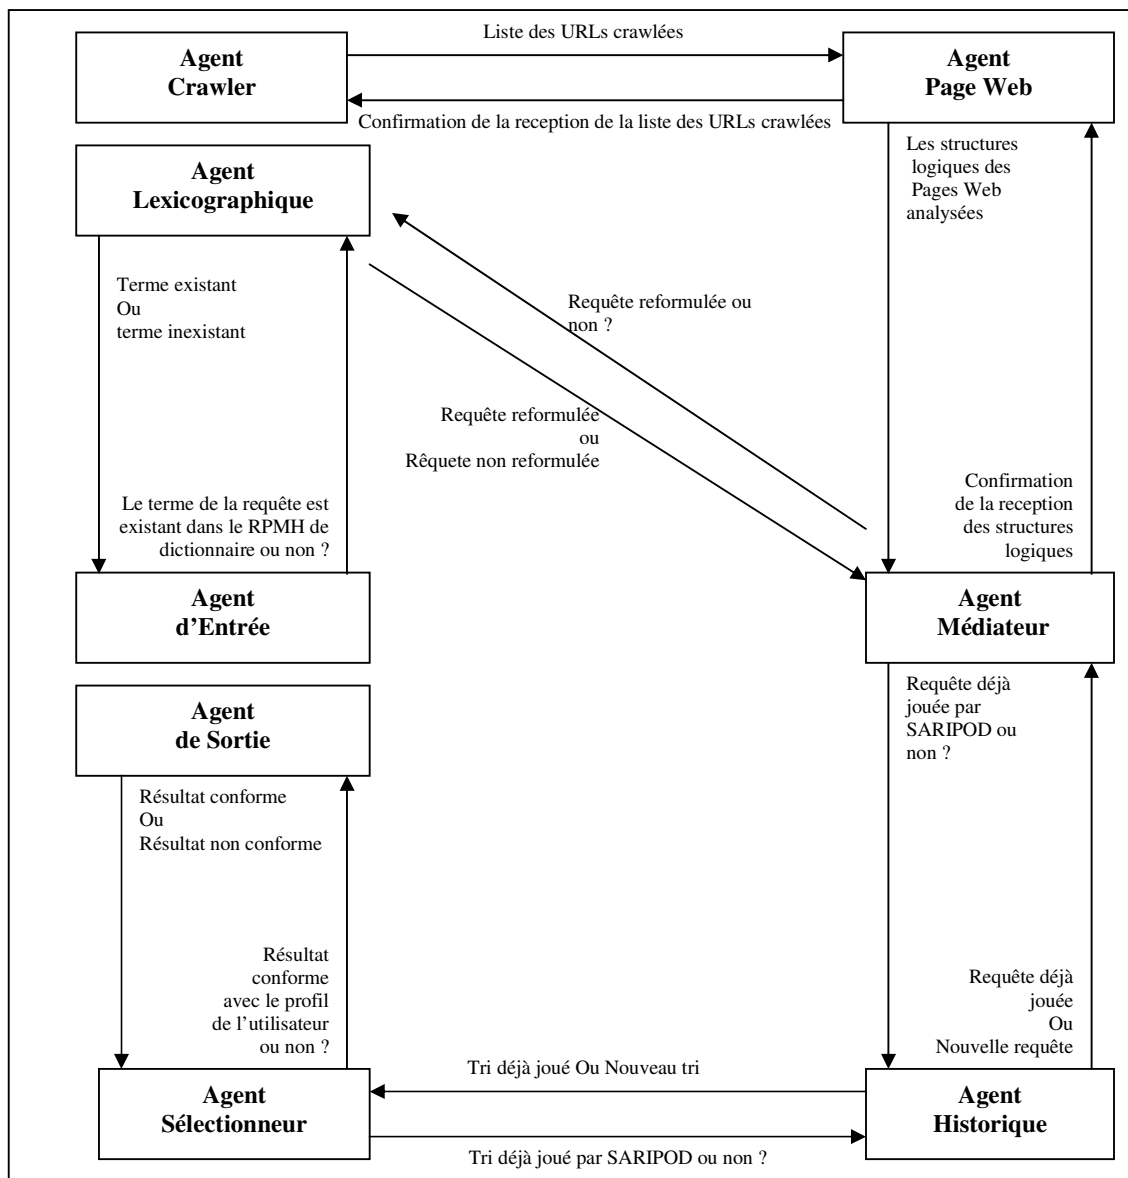 Liste des URLs crawlées
Agent
Crawler
Agent
Page Web
Confirmation de la reception de la liste des URLs crawlées
Agent
Lexicographique
Les structures
logiques des
Pages Web
analysées
Terme existant
Ou
terme inexistant
Requête reformulée ou
non ?
Requête reformulée
ou
Rêquete non reformulée
Le terme de la requête est
existant dans le RPMH de
dictionnaire ou non ?
Confirmation
de la reception
des structures
logiques
Agent
d’Entrée
Agent
Médiateur
Agent
de Sortie
Requête déjà
jouée par
SARIPOD ou
non ?
Résultat conforme
Ou
Résultat non conforme
Résultat
conforme
avec le profil
de l’utilisateur
ou non ?
Requête déjà
jouée
Ou
Nouvelle requête
Tri déjà joué Ou Nouveau tri
Agent
Sélectionneur
Agent
Historique
Tri déjà joué par SARIPOD ou non ?